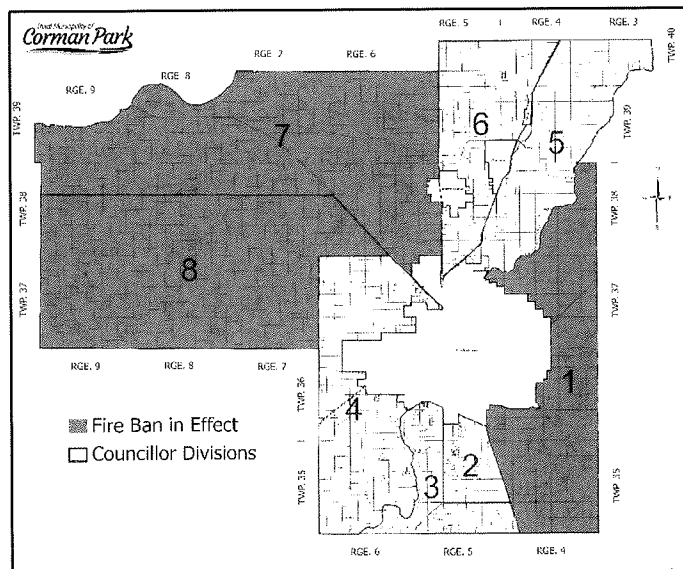 Rural Municipality of
Corman Park
RGE. 5
RGE. 4
RGE. 3
TWP. 40
RGE. 7
RGE. 6
RGE. 8
RGE. 9
TWP. 39
7
6
5
TWP. 39
TWP. 38
TWP. 38
8
TWP. 37
TWP. 37
RGE. 9
RGE. 8
RGE. 7
TWP. 36
1
4
Fire Ban in Effect
Councillor Divisions
2
3
TWP. 35
TWP. 35
RGE. 6
RGE. 5
RGE. 4